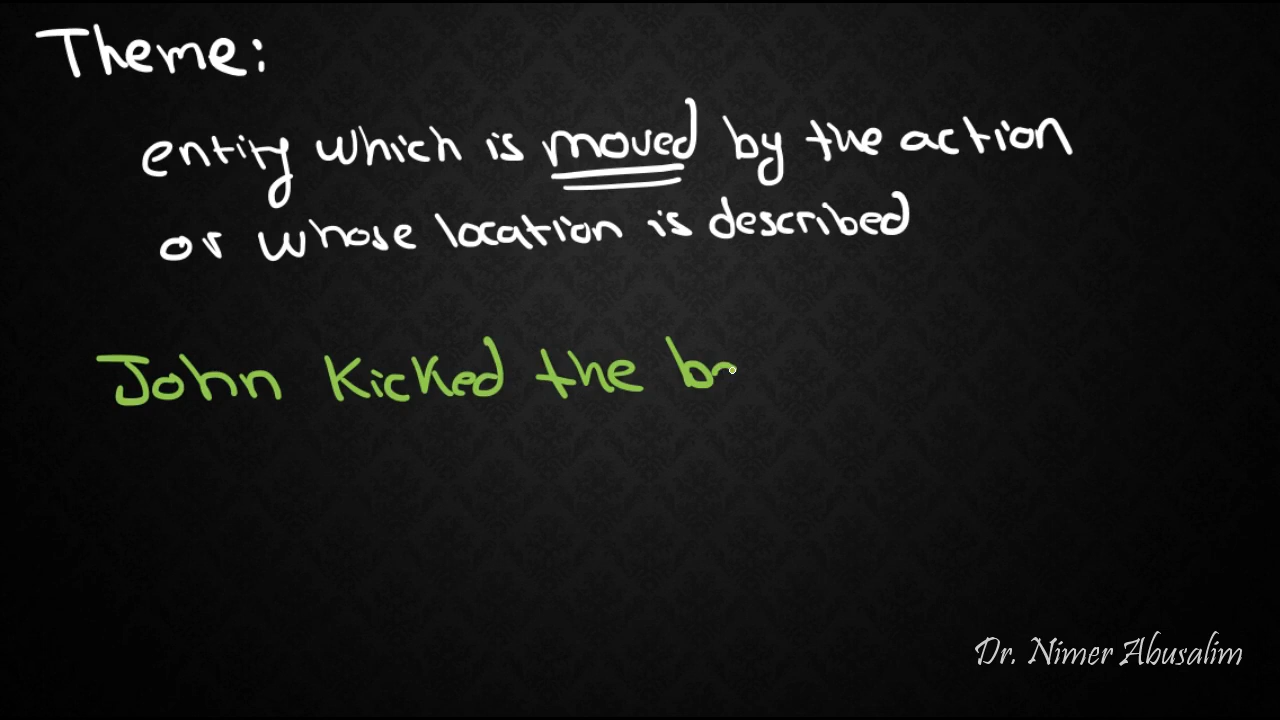 Theme:
entity which is moved by the action
or whose location is described
John Kicked the
Dr. Nimer Abusalim